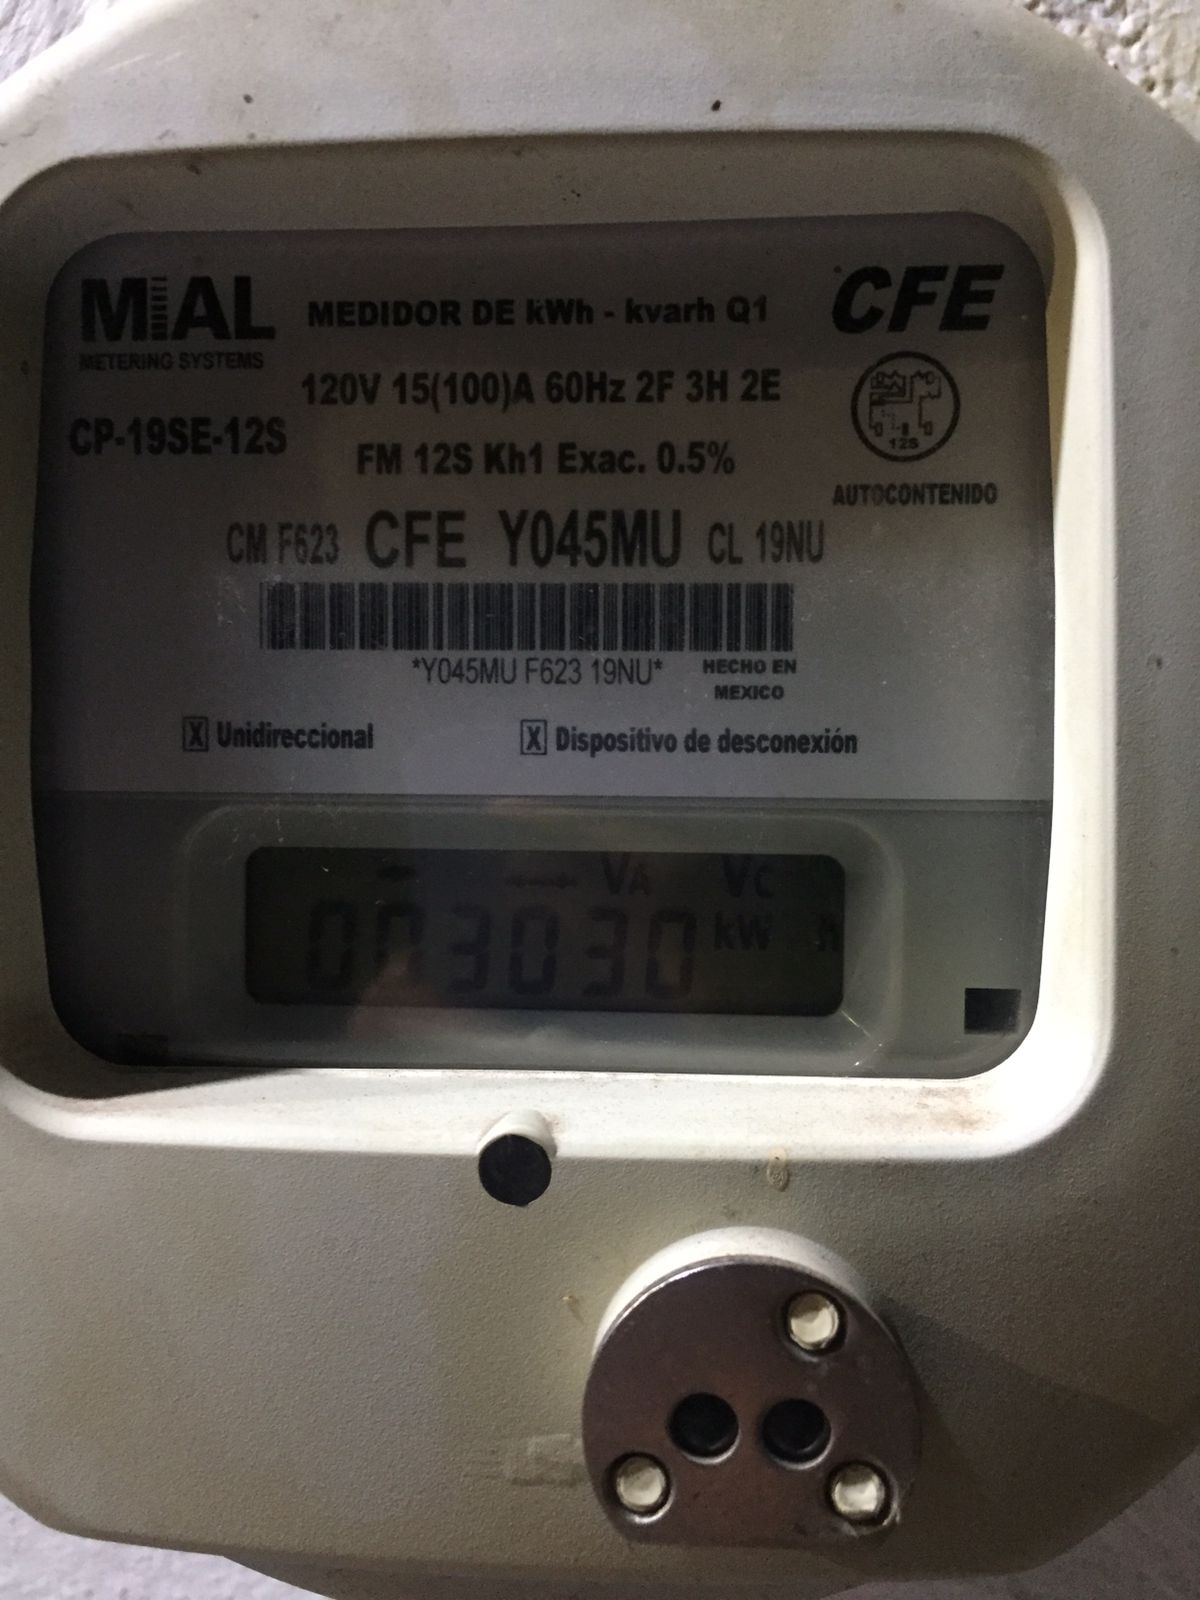 MIAL
METERING SYSTEMS
MEDIDOR DE kWh - kvarh Q1
CFE
120V 15(100)A 60Hz 2F 3H 2E
CP-19SE-12S
FM 12S Kh1 Exac. 0.5%
12S
AUTOCONTENIDO
CM F623 CFE Y045MU CL 19NU
*Y045MU F623 19NU*
HECHO EN
MEXICO
X Unidireccional
X Dispositivo de desconexión
VA VC
003030 kW h